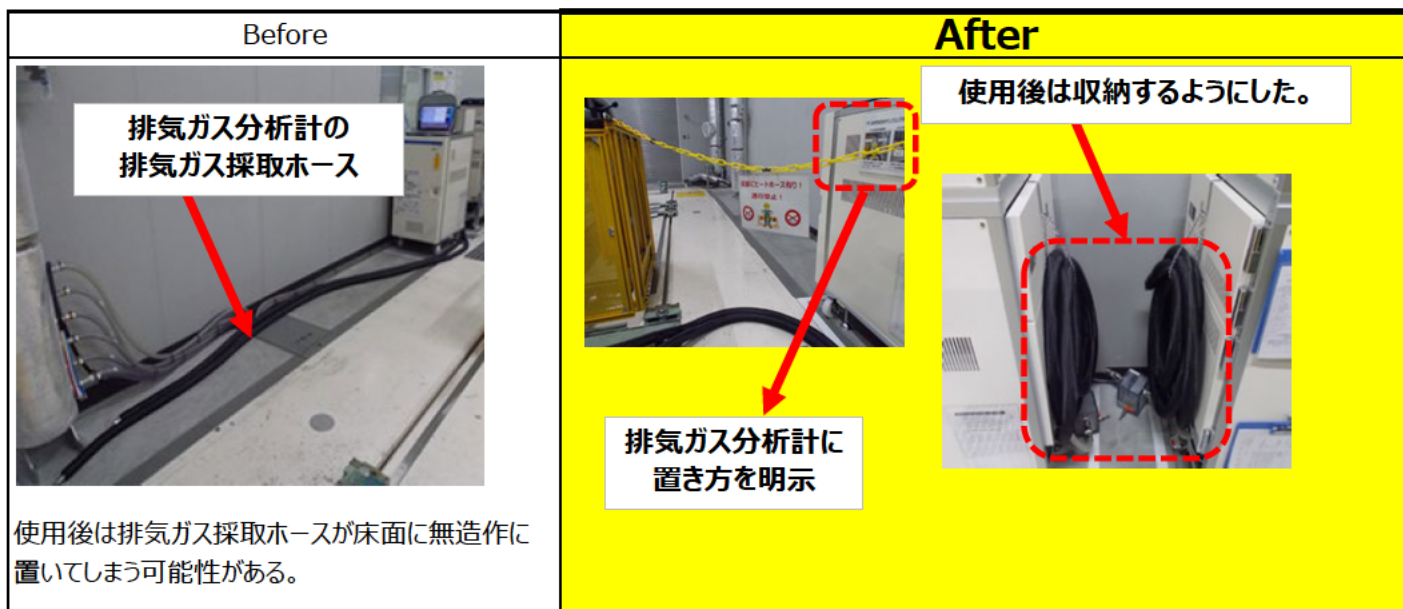 Before
After
排気ガス分析計の
排気ガス採取ホース
使用後は排気ガス採取ホースが床面に無造作に
置いてしまう可能性がある。
使用後は収納するようにした。
通行禁止！
排気ガス分析計に
置き方を明示